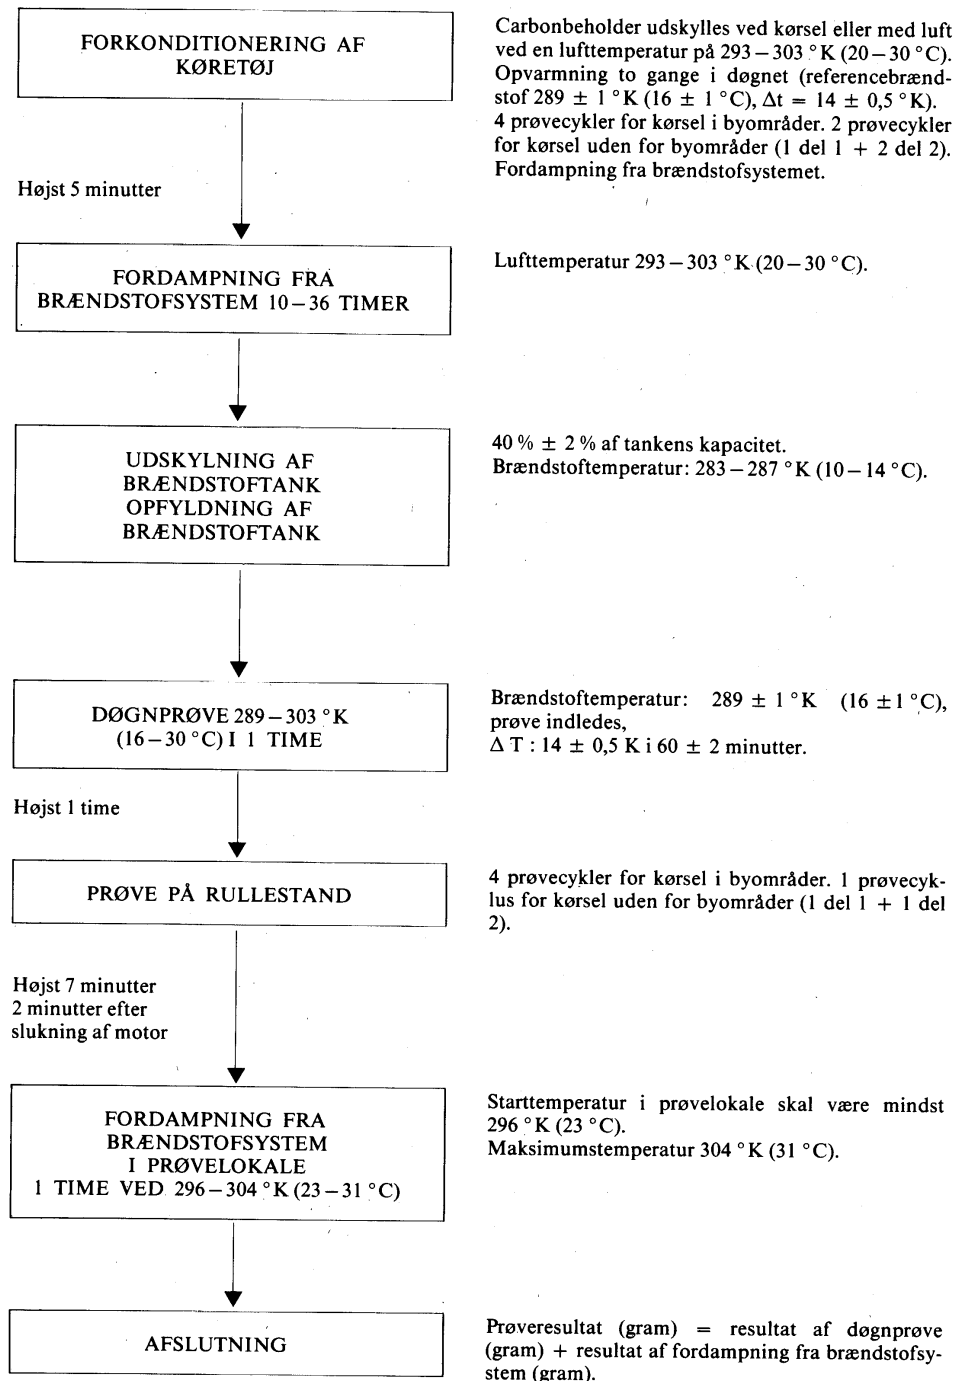 FORKONDITIONERING AF
KØRETØJ
Carbonbeholder udskylles ved kørsel eller med luft
ved en lufttemperatur på 293–303 °K (20–30 °C).
Opvarmning to gange i døgnet (referencebrænd-
stof 289 ± 1 °K (16 ± 1 °C), Δt = 14 ± 0,5 °K).
4 prøvecykler for kørsel i byområder. 2 prøvecykler
for kørsel uden for byområder (1 del 1 + 2 del 2).
Fordampning fra brændstofsystemet.
Højst 5 minutter
FORDAMPNING FRA
BRÆNDSTOFSYSTEM 10–36 TIMER
Lufttemperatur 293–303 °K (20–30 °C).
UDSKYLNING AF
BRÆNDSTOFTANK
OPFYLDNING AF
BRÆNDSTOFTANK
40 % ± 2 % af tankens kapacitet.
Brændstoftemperatur: 283–287 °K (10–14 °C).
DØGNPRØVE 289–303 °K
(16–30 °C) I 1 TIME
Brændstoftemperatur: 289 ± 1 °K (16 ±1 °C),
prøve indledes,
Δ T : 14 ± 0,5 K i 60 ± 2 minutter.
Højst 1 time
PRØVE PÅ RULLESTAND
4 prøvecykler for kørsel i byområder. 1 prøvecyk-
lus for kørsel uden for byområder (1 del 1 + 1 del
2).
Højst 7 minutter
2 minutter efter
slukning af motor
FORDAMPNING FRA
BRÆNDSTOFSYSTEM
I PRØVELOKALE
1 TIME VED 296–304 °K (23–31 °C)
Starttemperatur i prøvelokale skal være mindst
296 °K (23 °C).
Maksimumstemperatur 304 °K (31 °C).
AFSLUTNING
Prøveresultat (gram) = resultat af døgnprøve
(gram) + resultat af fordampning fra brændstofsy-
stem (gram).